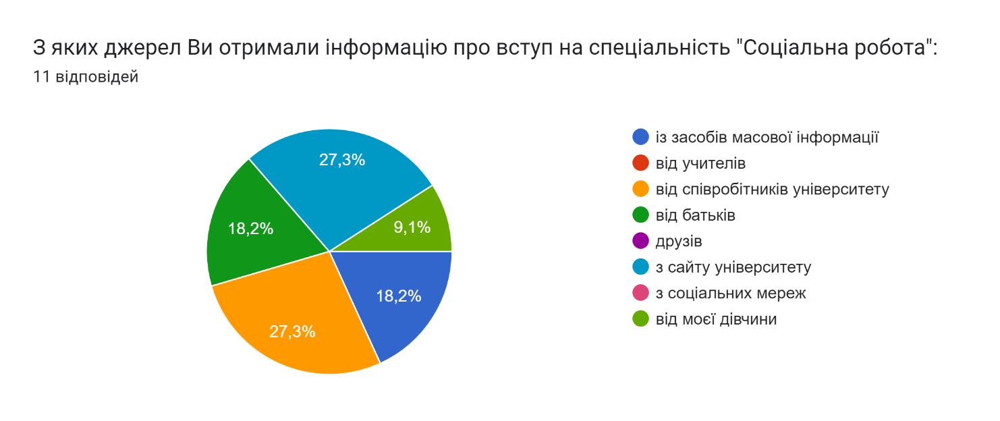 З яких джерел Ви отримали інформацію про вступ на спеціальність "Соціальна робота":
11 відповідей
27,3%
9,1%
18,2%
18,2%
27,3%
із засобів масової інформації
від учителів
від співробітників університету
від батьків
друзів
з сайту університету
з соціальних мереж
від моєї дівчини